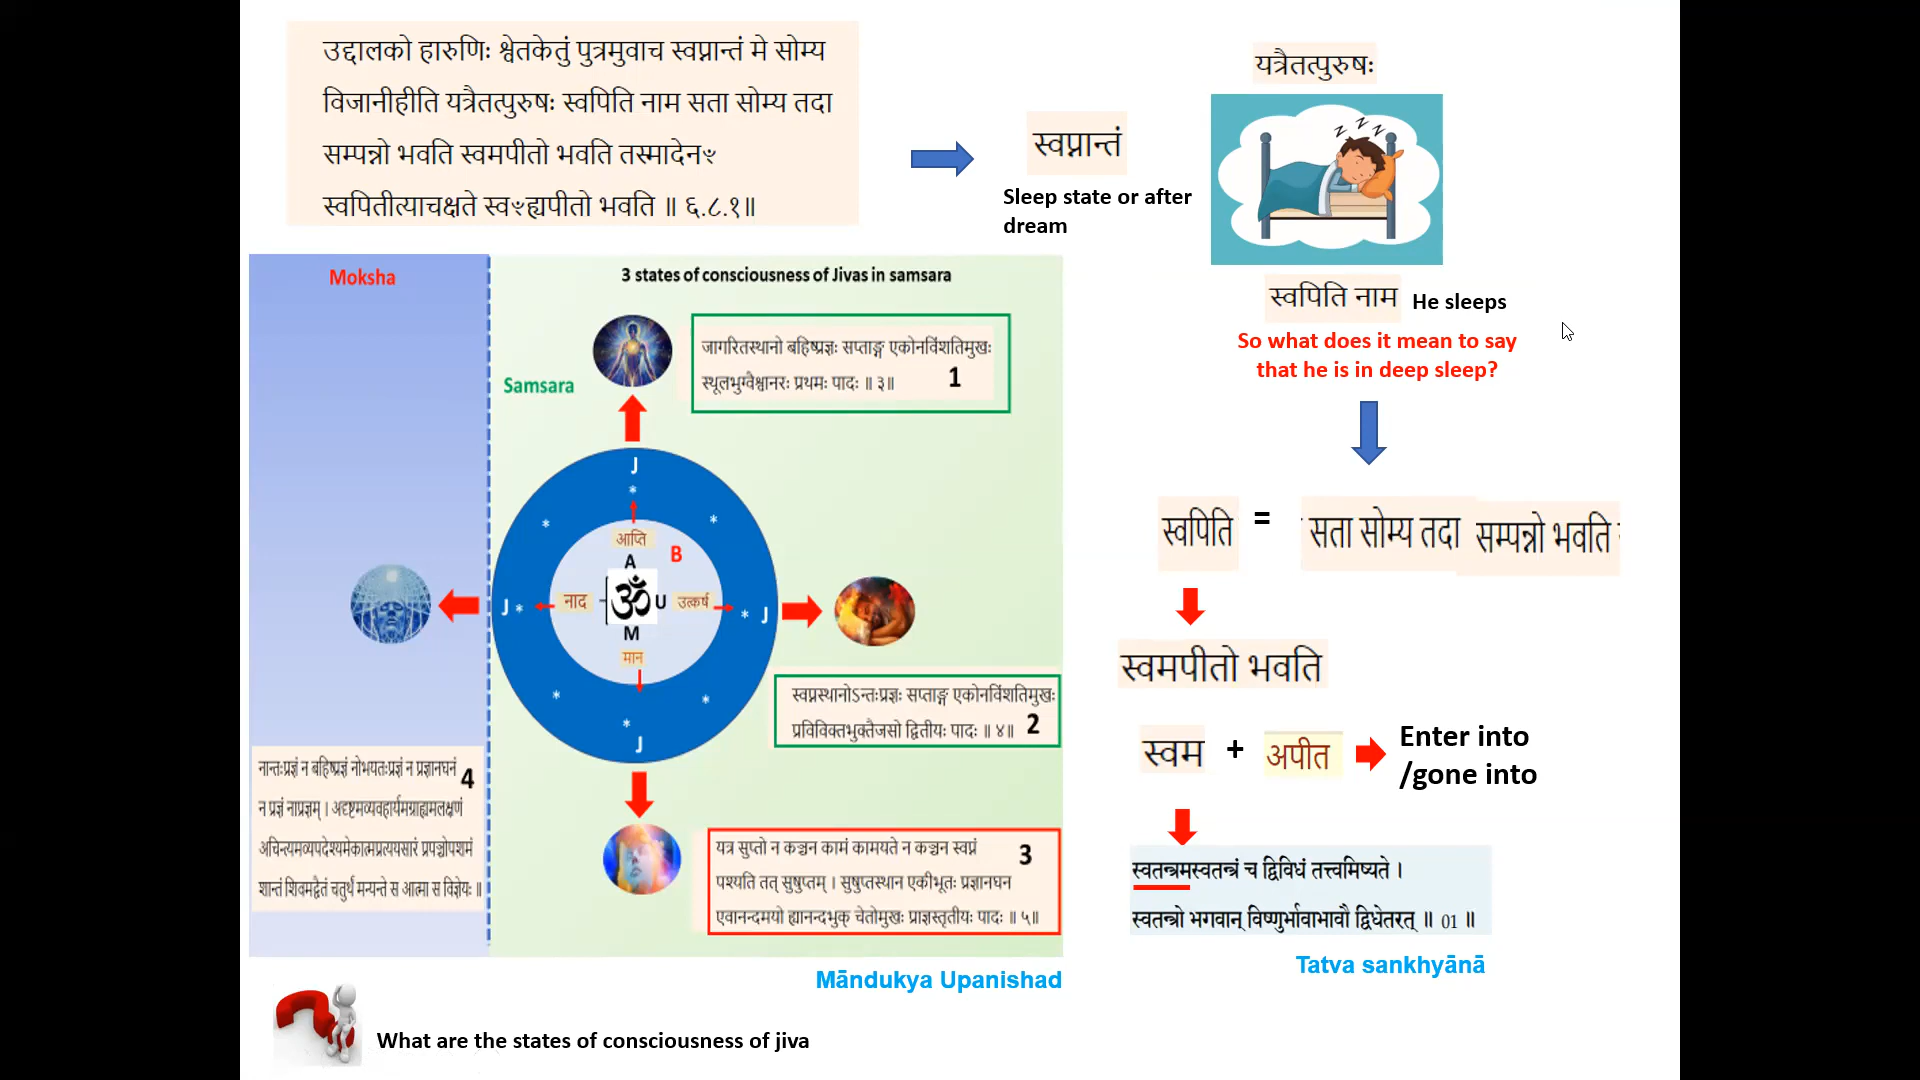 उद्दालको हारुणिः श्वेतकेतुं पुत्रमुवाच स्वप्नान्तं मे सोम्य
विजानीहीति यत्रैतत्पुरुषः स्वपिति नाम सता सोम्य तदा
सम्पन्नो भवति स्वमपीतो भवति तस्मादेनꣳ
स्वपितीत्याचक्षते स्वꣳह्यपीतो भवति ॥ ६.८.१॥
स्वप्नान्तं
Sleep state or after
dream
यत्रैतत्पुरुषः
z z z
स्वपिति नाम He sleeps
So what does it mean to say
that he is in deep sleep?
स्वपिति = सता सोम्य तदा सम्पन्नो भवति
स्वमपीतो भवति
स्वम + अपीत Enter into
/gone into
स्वतन्त्रमस्वतन्त्रं च द्विविधं तत्त्वमिष्यते ।
स्वतन्त्रो भगवान् विष्णुर्भावाभावौ द्विधेतरत् ॥ 01 ॥
Tatva sankhyānā
Moksha
3 states of consciousness of Jivas in samsara
Samsara
जागरितस्थानो बहिष्प्रज्ञः सप्ताङ्ग एकोनविंशतिमुखः
स्थूलभुग्वैश्वानरः प्रथमः पादः ॥ ३॥ 1
J
आप्ति
A B
J नाद ॐ U उत्कर्ष J
M
मान
J
स्वप्नस्थानोऽन्तःप्रज्ञः सप्ताङ्ग एकोनविंशतिमुखः
प्रविविक्तभुक्तैजसो द्वितीयः पादः ॥ ४॥ 2
यत्र सुप्तो न कञ्चन कामं कामयते न कञ्चन स्वप्नं 3
पश्यति तत् सुषुप्तम् । सुषुप्तस्थान एकीभूतः प्रज्ञानघन
एवानन्दमयो ह्यानन्दभुक् चेतोमुखः प्राज्ञस्तृतीयः पादः ॥ ५॥
नान्तःप्रज्ञं न बहिष्प्रज्ञं नोभयतःप्रज्ञं न प्रज्ञानघनं 4
न प्रज्ञं नाप्रज्ञम् । अदृष्टमव्यवहार्यमग्राह्यमलक्षणं
अचिन्त्यमव्यपदेश्यमेकात्मप्रत्ययसारं प्रपञ्चोपशमं
शान्तं शिवमद्वैतं चतुर्थं मन्यन्ते स आत्मा स विज्ञेयः ॥
Māndukya Upanishad
What are the states of consciousness of jiva